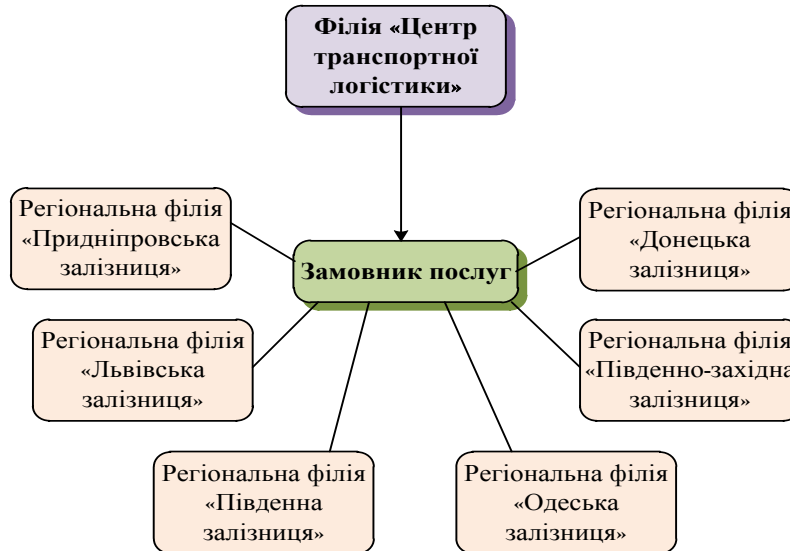 Філія «Центр
транспортної
логістики»
Регіональна філія
«Придніпровська
залізниця»
Регіональна філія
«Донецька
залізниця»
Замовник послуг
Регіональна філія
«Львівська
залізниця»
Регіональна філія
«Південно-західна
залізниця»
Регіональна філія
«Південна
залізниця»
Регіональна філія
«Одеська
залізниця»